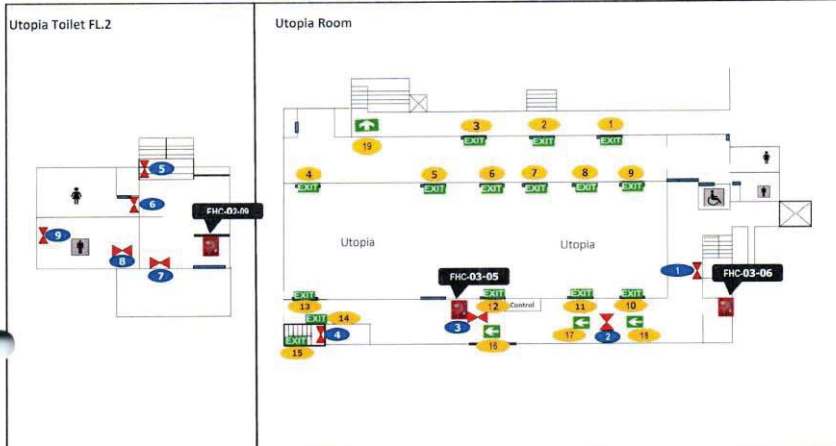 Utopia Toilet FL.2
5
6
FHC-02-09
9
8
7
Utopia Room
3
2
1
EXIT
EXIT
EXIT
19
4
5
6
7
8
9
EXIT
EXIT
EXIT
EXIT
EXIT
EXIT
Utopia
Utopia
1
FHC-03-05
FHC-03-06
EXIT
EXIT
EXIT
EXIT
13
12
Control
11
10
EXIT
14
3
4
EXIT
15
16
17
2
18